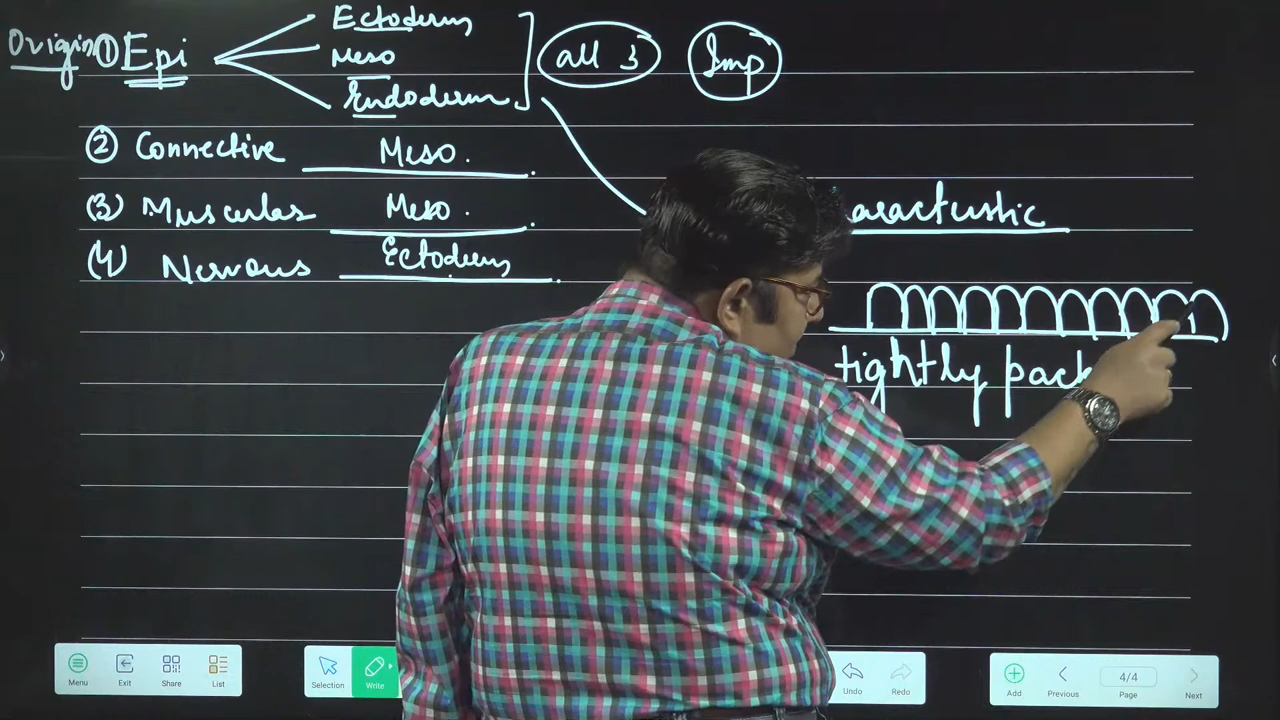 Origin ① Epi
Ectoderm
Meso
Endoderm
all 3
Imp
② Connective Meso.
(3) Muscular Meso.
(4) Nervous Ectoderm
aracteristic
tightly pack
Menu Exit Share List Selection Write Undo Redo Add Previous 4/4 Page Next